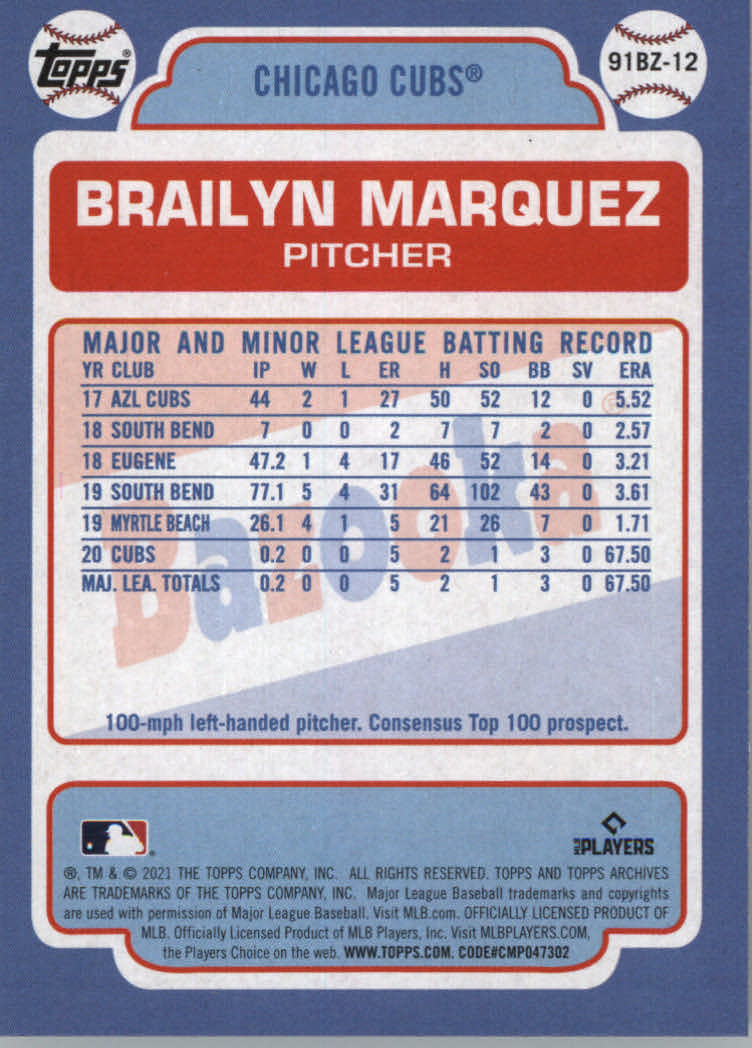 Topps
CHICAGO CUBS®
91BZ-12
BRAILYN MARQUEZ
PITCHER
MAJOR AND MINOR LEAGUE BATTING RECORD
YR CLUB IP W L ER H SO BB SV ERA
17 AZL CUBS 44 2 1 27 50 52 12 0 5.52
18 SOUTH BEND 7 0 0 2 7 7 2 0 2.57
18 EUGENE 47.2 1 4 17 46 52 14 0 3.21
19 SOUTH BEND 77.1 5 4 31 64 102 43 0 3.61
19 MYRTLE BEACH 26.1 4 1 5 21 26 7 0 1.71
20 CUBS 0.2 0 0 5 2 1 3 0 67.50
MAJ. LEA. TOTALS 0.2 0 0 5 2 1 3 0 67.50
Bazooka®
100-mph left-handed pitcher. Consensus Top 100 prospect.
MLB PLAYERS
®, TM & © 2021 THE TOPPS COMPANY, INC. ALL RIGHTS RESERVED. TOPPS AND TOPPS ARCHIVES
ARE TRADEMARKS OF THE TOPPS COMPANY, INC. Major League Baseball trademarks and copyrights
are used with permission of Major League Baseball. Visit MLB.com. OFFICIALLY LICENSED PRODUCT OF
MLB. Officially Licensed Product of MLB Players, Inc. Visit MLBPLAYERS.COM,
the Players Choice on the web. WWW.TOPPS.COM. CODE#CMP047302